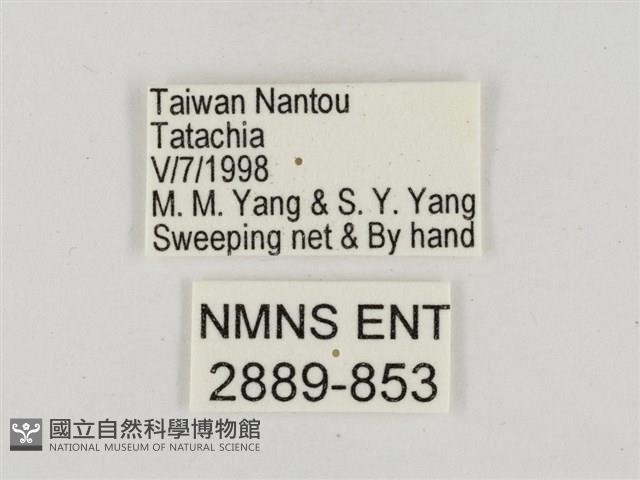 Taiwan Nantou
Tatachia
V/7/1998
M. M. Yang & S. Y. Yang
Sweeping net & By hand
NMNS ENT
2889-853
國立自然科學博物館
NATIONAL MUSEUM OF NATURAL SCIENCE